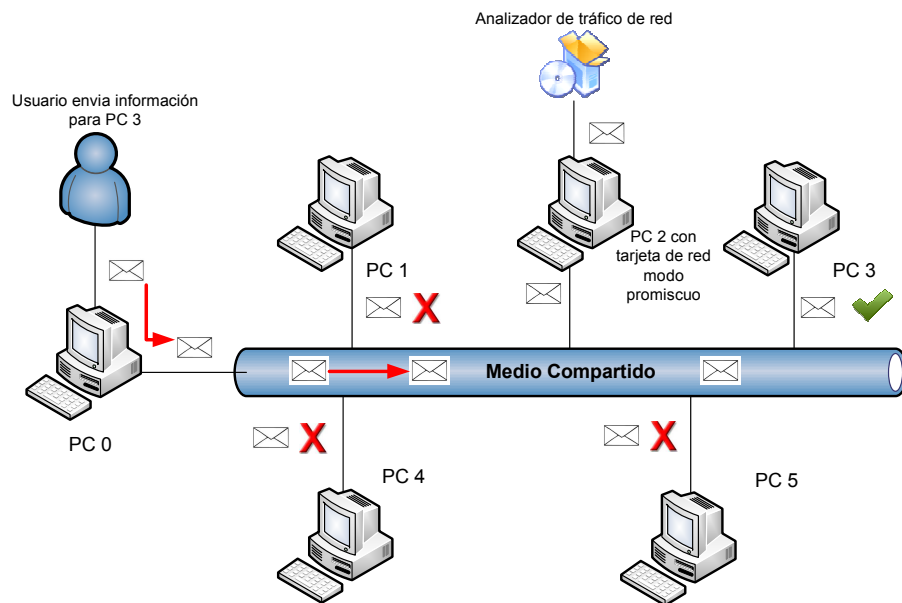 Analizador de tráfico de red
Usuario envia información
para PC 3
PC 1
PC 2 con
tarjeta de red
modo
promiscuo
PC 3
Medio Compartido
PC 0
PC 4
PC 5